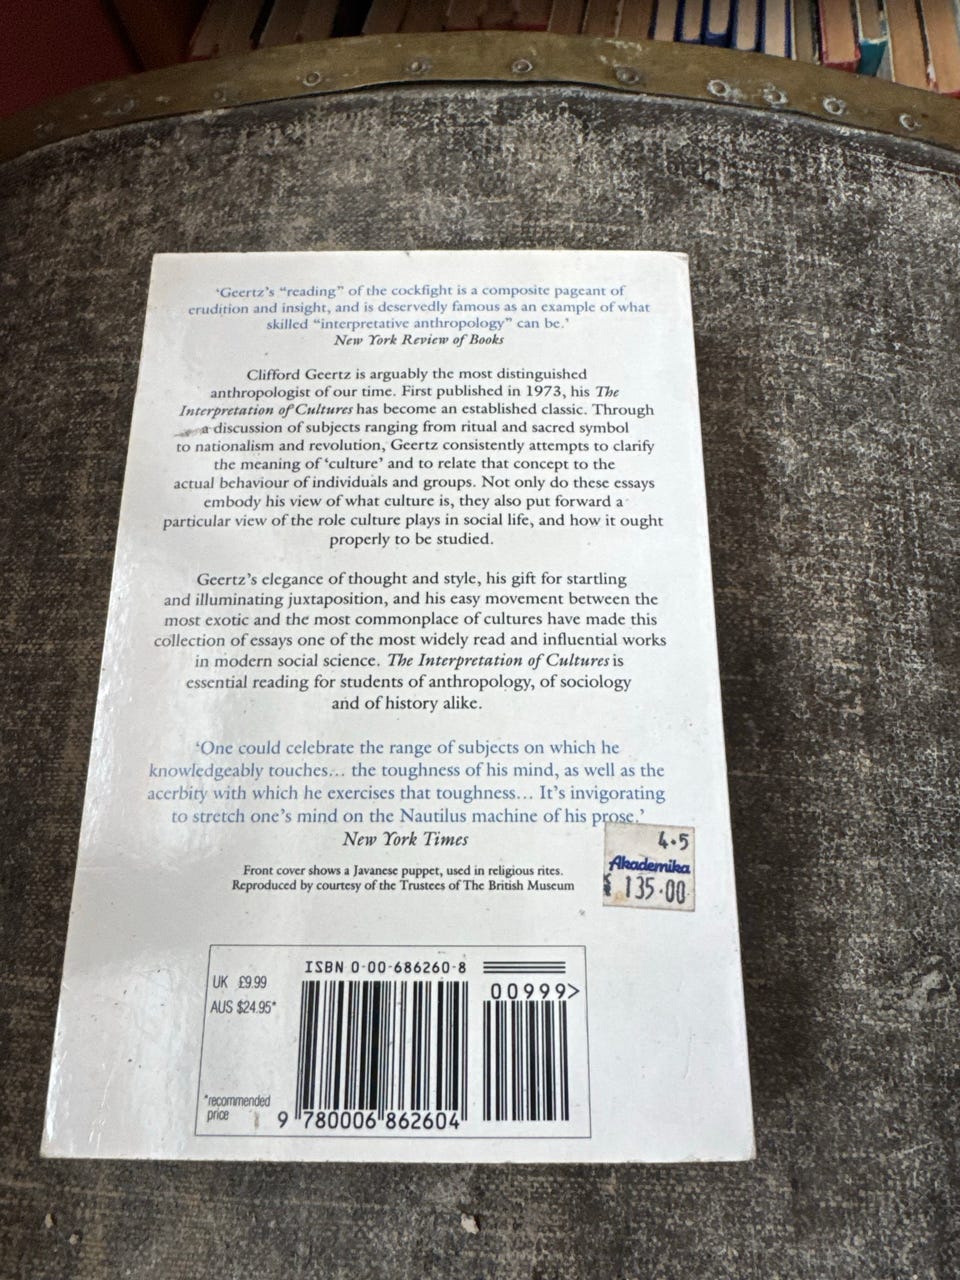 ‘Geertz’s “reading” of the cockfight is a composite pageant of
erudition and insight, and is deservedly famous as an example of what
skilled “interpretative anthropology” can be.’
New York Review of Books
Clifford Geertz is arguably the most distinguished
anthropologist of our time. First published in 1973, his The
Interpretation of Cultures has become an established classic. Through
a discussion of subjects ranging from ritual and sacred symbol
to nationalism and revolution, Geertz consistently attempts to clarify
the meaning of ‘culture’ and to relate that concept to the
actual behaviour of individuals and groups. Not only do these essays
embody his view of what culture is, they also put forward a
particular view of the role culture plays in social life, and how it ought
properly to be studied.
Geertz’s elegance of thought and style, his gift for startling
and illuminating juxtaposition, and his easy movement between the
most exotic and the most commonplace of cultures have made this
collection of essays one of the most widely read and influential works
in modern social science. The Interpretation of Cultures is
essential reading for students of anthropology, of sociology
and of history alike.
‘One could celebrate the range of subjects on which he
knowledgeably touches... the toughness of his mind, as well as the
acerbity with which he exercises that toughness... It’s invigorating
to stretch one’s mind on the Nautilus machine of his prose.’
New York Times
4.5
Akademika
135.00
Front cover shows a Javanese puppet, used in religious rites.
Reproduced by courtesy of the Trustees of The British Museum
ISBN 0-00-686260-8
UK £9.99
AUS $24.95*
00999>
*recommended
price
9 780006 862604